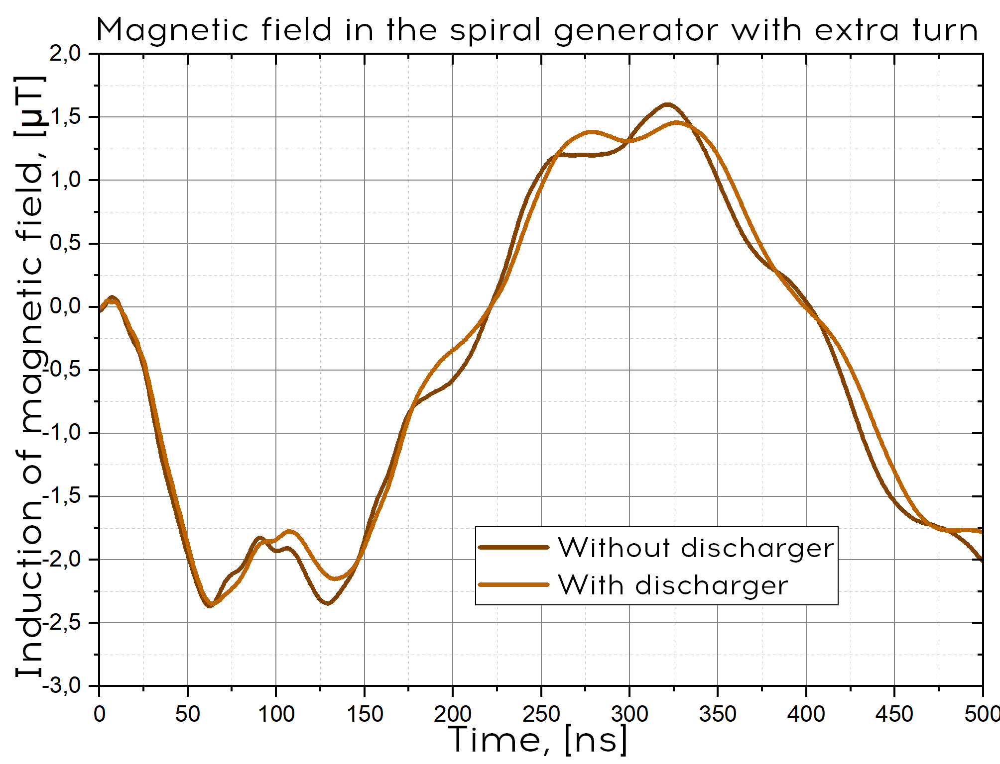 Magnetic field in the spiral generator with extra turn
Induction of magnetic field, [µT]
2,0
1,5
1,0
0,5
0,0
-0,5
-1,0
-1,5
-2,0
-2,5
-3,0
Without discharger
With discharger
0 50 100 150 200 250 300 350 400 450 500
Time, [ns]